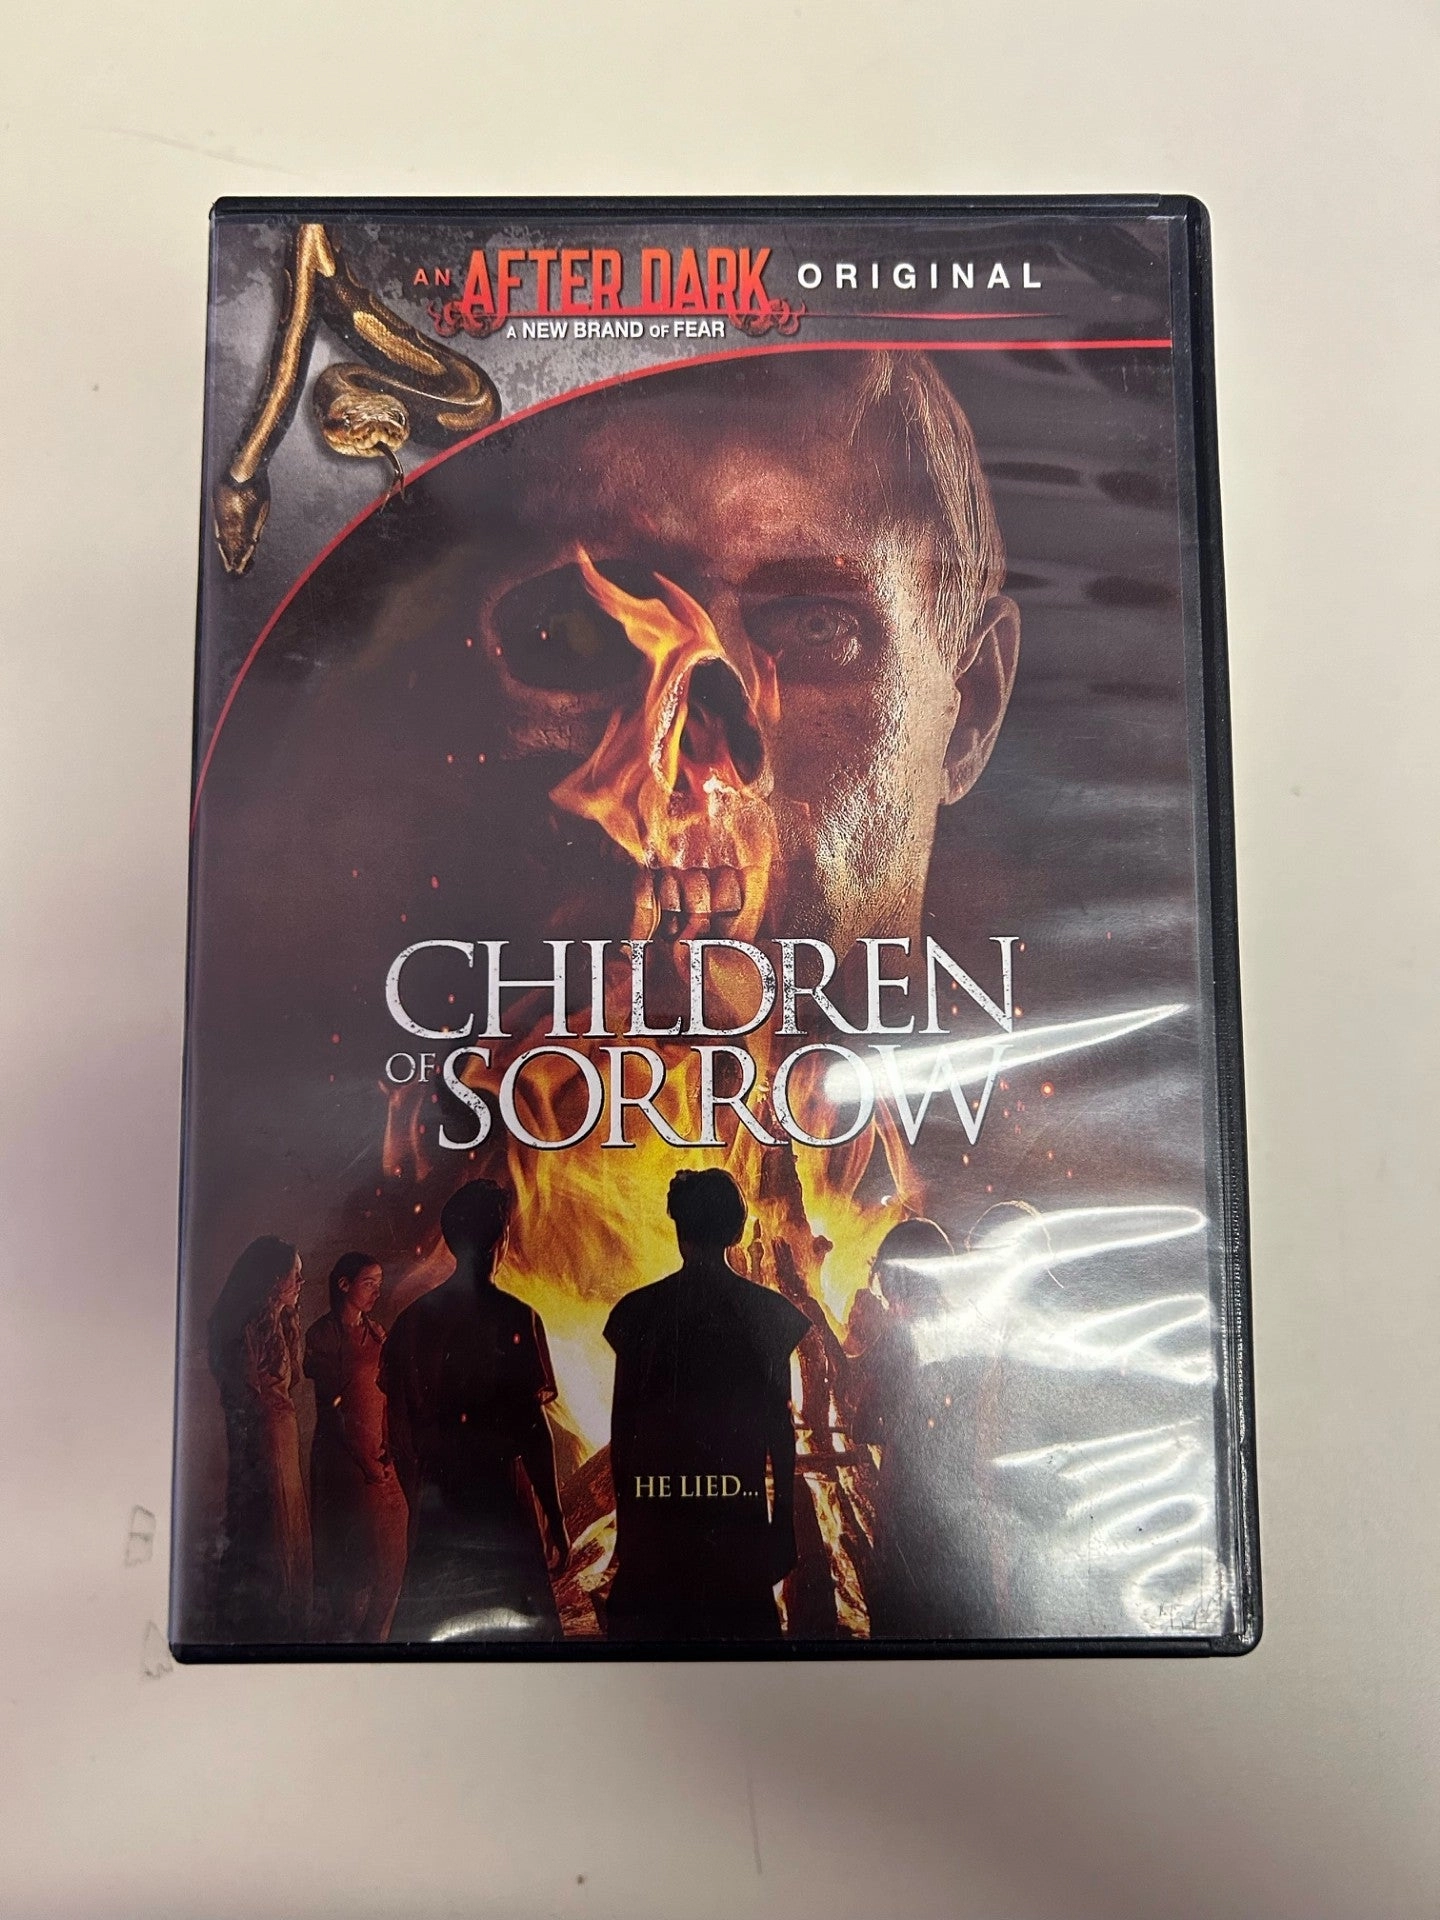 AN AFTER DARK ORIGINAL
A NEW BRAND OF FEAR
CHILDREN
OF SORROW
HE LIED...